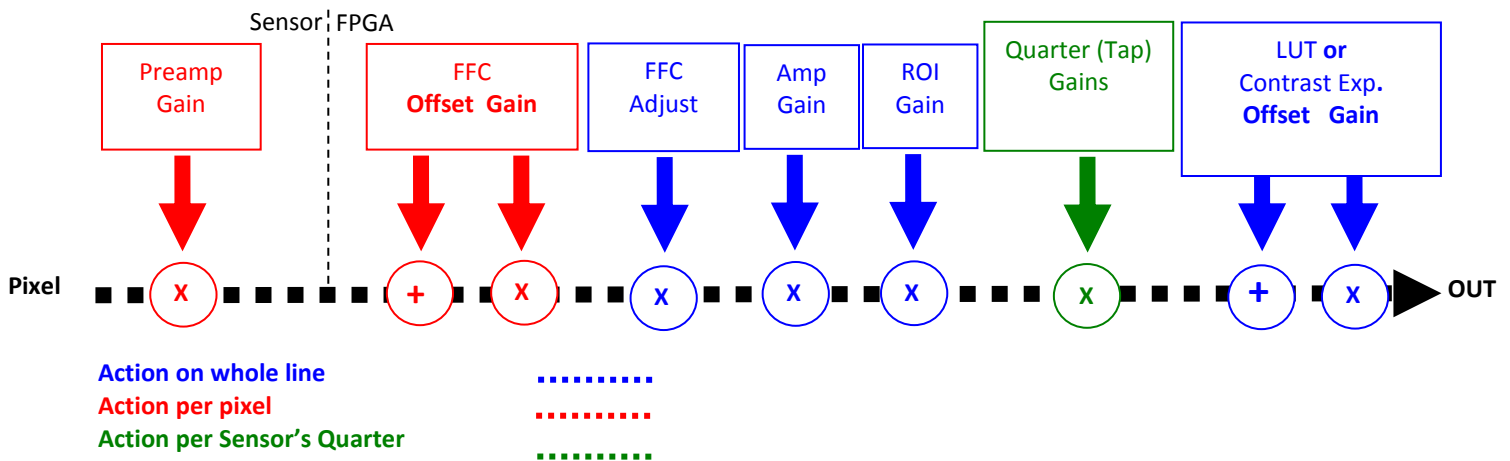 Sensor FPGA
Preamp
Gain
FFC
Offset Gain
FFC
Adjust
Amp
Gain
ROI
Gain
Quarter (Tap)
Gains
LUT or
Contrast Exp.
Offset Gain
Pixel
X
+
X
X
X
X
X
+
X
OUT
Action on whole line
Action per pixel
Action per Sensor’s Quarter